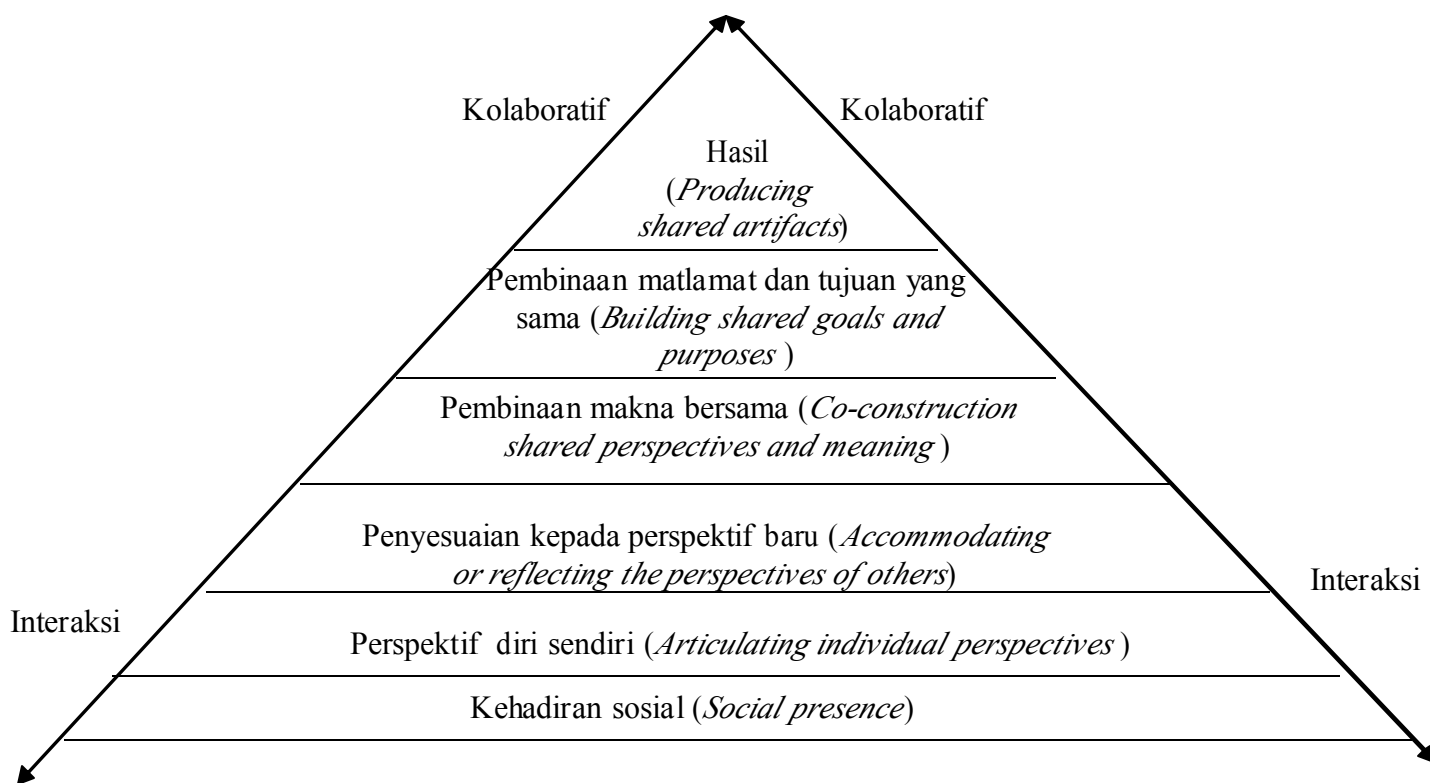 Kolaboratif
Kolaboratif
Hasil
(Producing
shared artifacts)
Pembinaan matlamat dan tujuan yang
sama (Building shared goals and
purposes )
Pembinaan makna bersama (Co-construction
shared perspectives and meaning )
Penyesuaian kepada perspektif baru (Accommodating
or reflecting the perspectives of others)
Interaksi
Interaksi
Perspektif diri sendiri (Articulating individual perspectives )
Kehadiran sosial (Social presence)